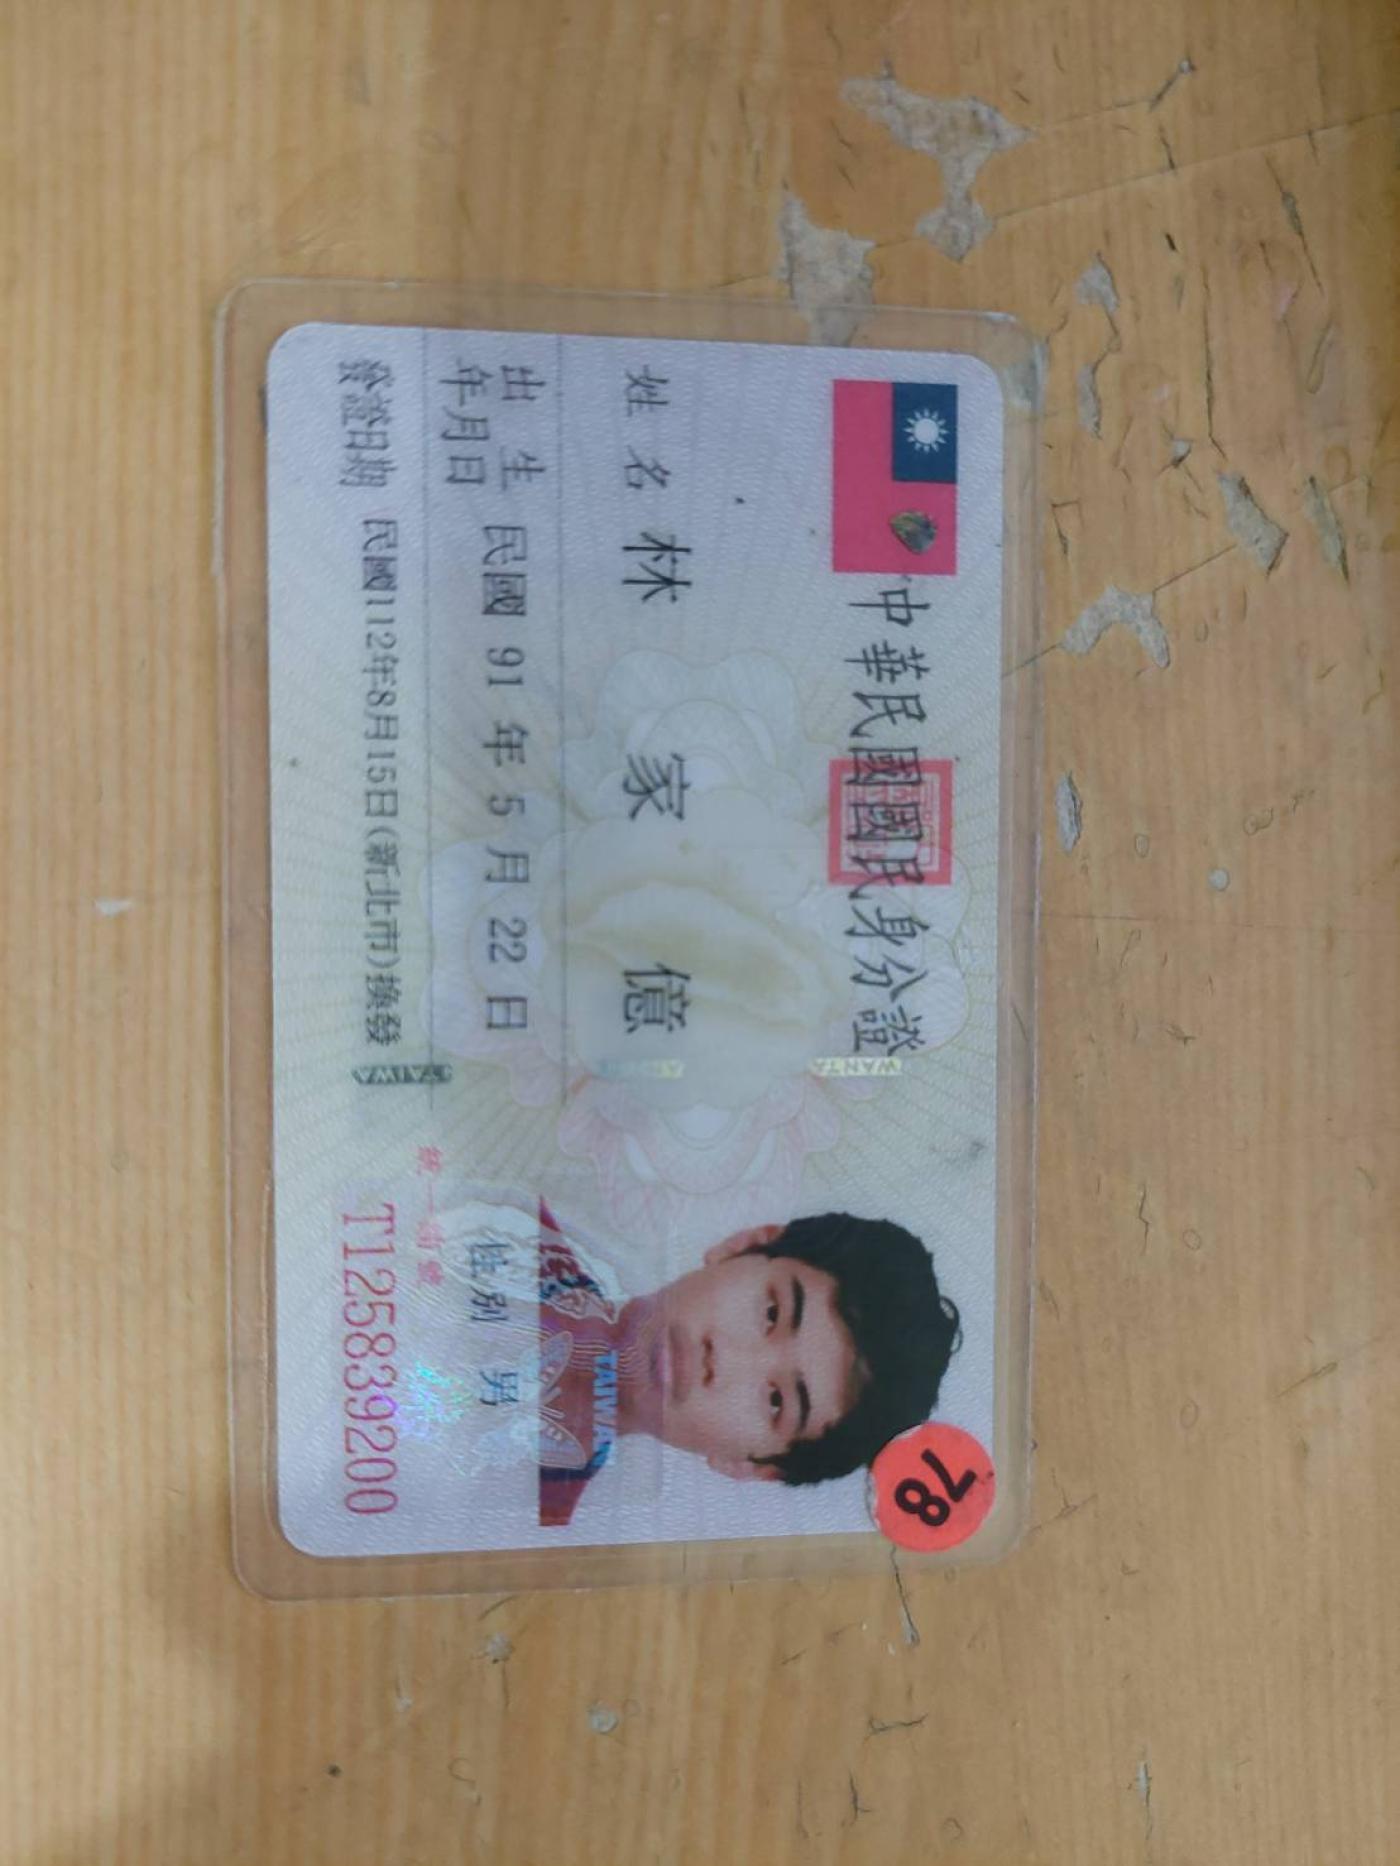 中華民國國民身分證
姓名 林家億
出生年月日 民國 91 年 5 月 22 日
發證日期 民國112年8月15日(新北市)換發
性別 男
統一編號
T125839200
TAIWAN
78